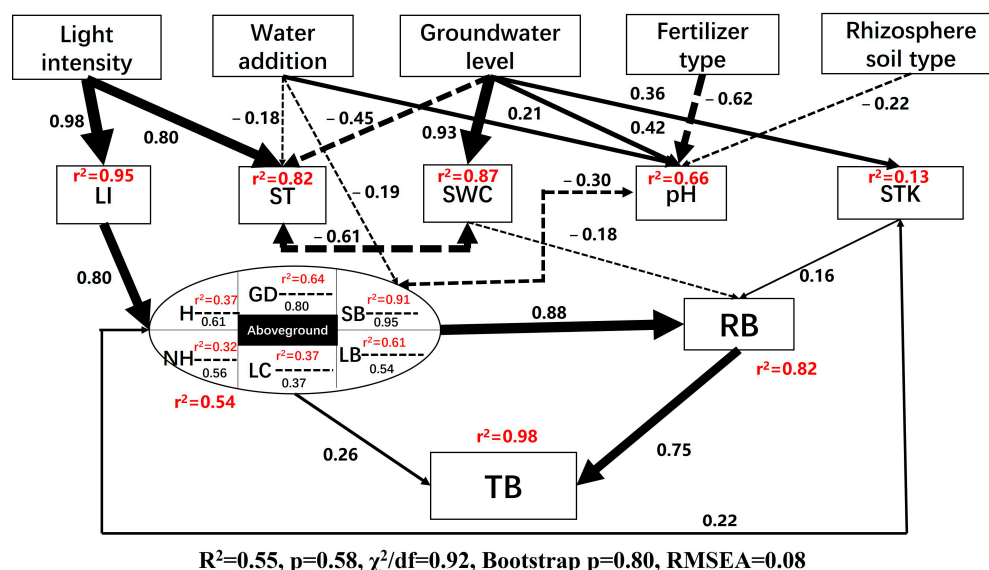 Light intensity
Water addition
Groundwater level
Fertilizer type
Rhizosphere soil type
0.98
0.80
– 0.18
– 0.45
0.93
0.21
0.42
0.36
– 0.62
– 0.22
r²=0.95
LI
r²=0.82
ST
r²=0.87
SWC
r²=0.66
pH
r²=0.13
STK
– 0.19
– 0.30
– 0.61
– 0.18
0.80
0.16
r²=0.37
H
0.61
r²=0.64
GD
0.80
r²=0.91
SB
0.95
Aboveground
r²=0.32
NH
0.56
r²=0.37
LC
0.37
r²=0.61
LB
0.54
r²=0.54
0.88
RB
r²=0.82
0.26
r²=0.98
TB
0.75
0.22
R²=0.55, p=0.58, χ²/df=0.92, Bootstrap p=0.80, RMSEA=0.08